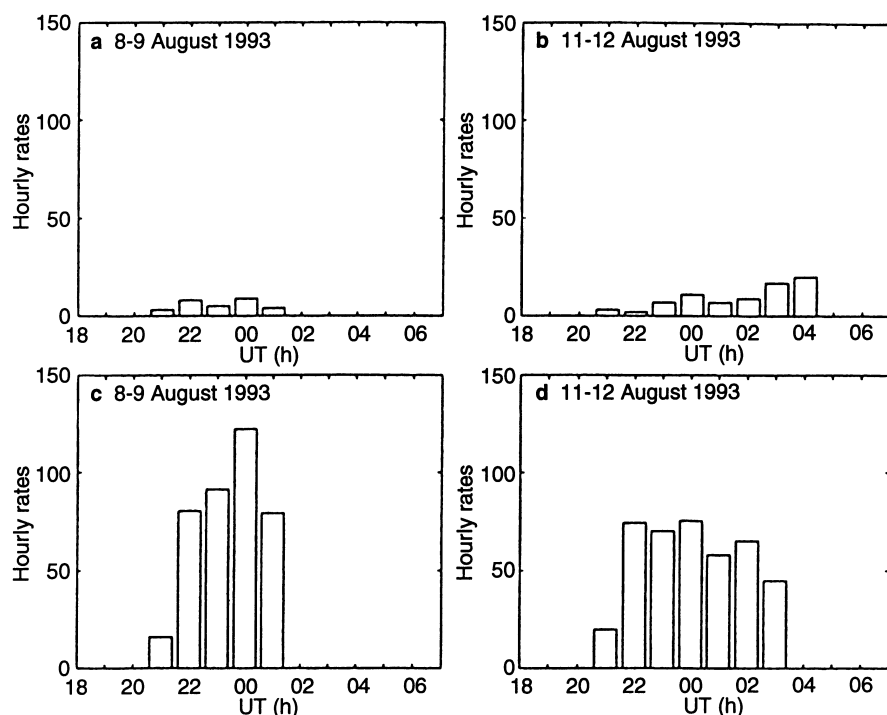 a 8-9 August 1993
150
100
50
0
Hourly rates
18 20 22 00 02 04 06
UT (h)
b 11-12 August 1993
150
100
50
0
Hourly rates
18 20 22 00 02 04 06
UT (h)
c 8-9 August 1993
150
100
50
0
Hourly rates
18 20 22 00 02 04 06
UT (h)
d 11-12 August 1993
150
100
50
0
Hourly rates
18 20 22 00 02 04 06
UT (h)